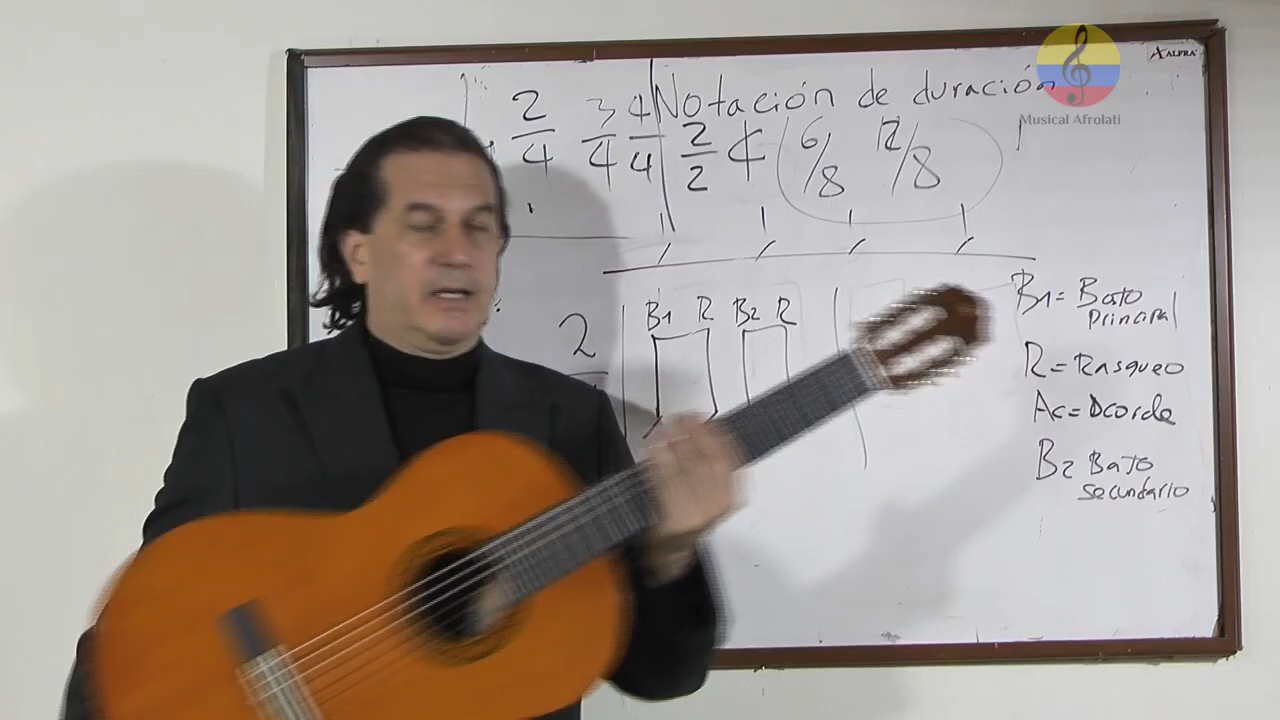 Notación de duración
2/4 3/4 4/4 2/2 ¢ 6/8 12/8
ALFRA
Musical Afrolati
2
B1 R B2 R
B1 = Bajo
Principal
R = Rasqueo
Ac = Acorde
B2 Bajo
secundario